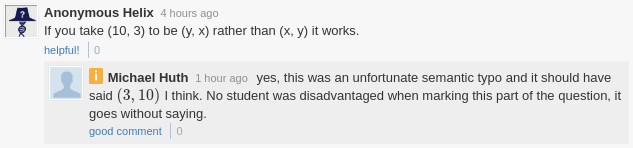 Anonymous Helix 4 hours ago
If you take (10, 3) to be (y, x) rather than (x, y) it works.
helpful! 0
i Michael Huth 1 hour ago yes, this was an unfortunate semantic typo and it should have
said (3, 10) I think. No student was disadvantaged when marking this part of the question, it
goes without saying.
good comment 0